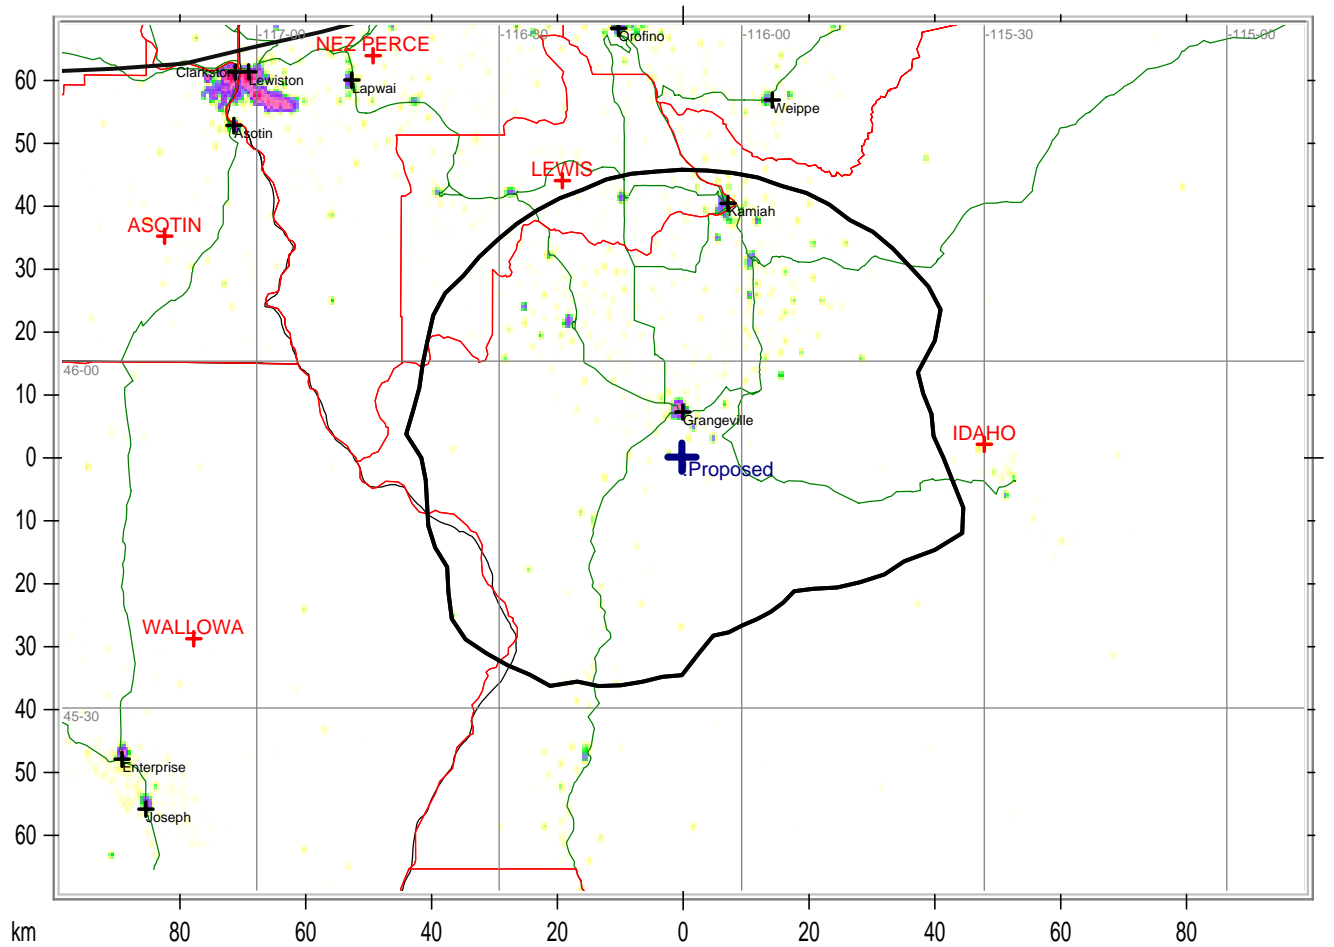 -117-00
-116-30
-116-00
-115-30
-115-00
Orofino
NEZ PERCE
Clarkston
Lewiston
Lapwai
Weippe
Asotin
LEWIS
Kamiah
ASOTIN
46-00
Grangeville
IDAHO
.Proposed
WALLOWA
45-30
Enterprise
Joseph
60
50
40
30
20
10
0
10
20
30
40
50
60
km
80
60
40
20
0
20
40
60
80